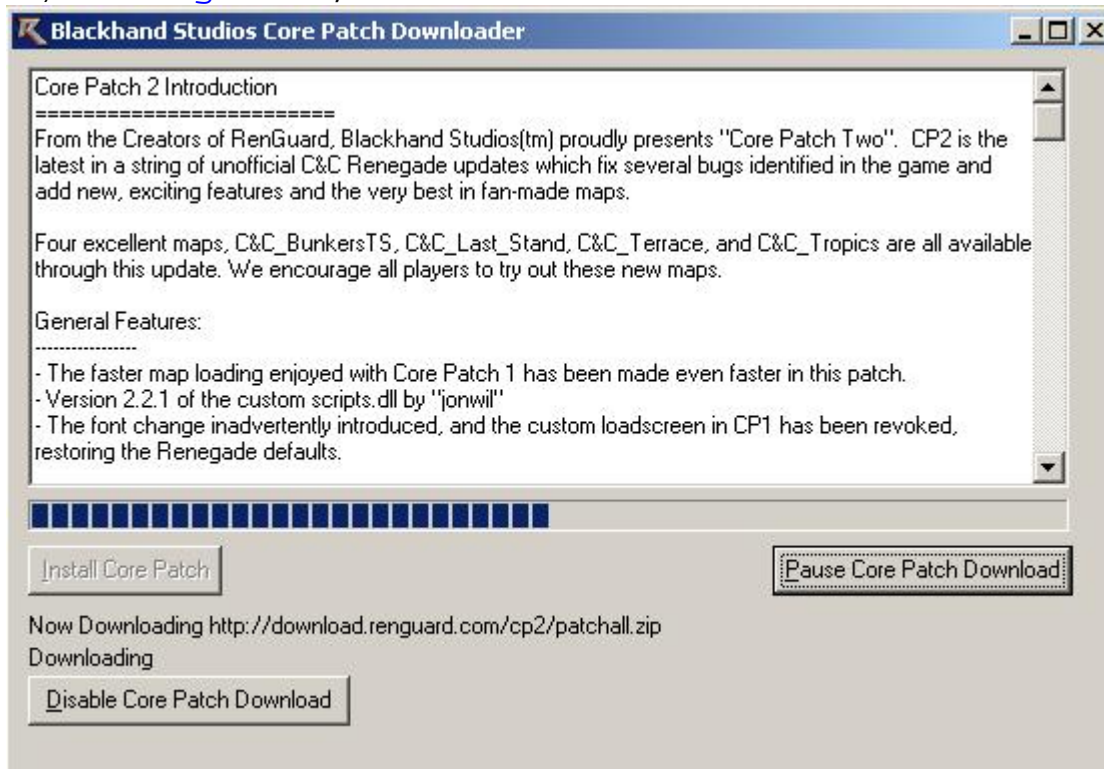 Blackhand Studios Core Patch Downloader
Core Patch 2 Introduction
=========================
From the Creators of RenGuard, Blackhand Studios(tm) proudly presents "Core Patch Two".  CP2 is the
latest in a string of unofficial C&C Renegade updates which fix several bugs identified in the game and
add new, exciting features and the very best in fan-made maps.
Four excellent maps, C&C_BunkersTS, C&C_Last_Stand, C&C_Terrace, and C&C_Tropics are all available
through this update. We encourage all players to try out these new maps.
General Features:
----------------
- The faster map loading enjoyed with Core Patch 1 has been made even faster in this patch.
- Version 2.2.1 of the custom scripts.dll by "jonwil"
- The font change inadvertently introduced, and the custom loadscreen in CP1 has been revoked,
restoring the Renegade defaults.
Install Core Patch
Pause Core Patch Download
Now Downloading http://download.renguard.com/cp2/patchall.zip
Downloading
Disable Core Patch Download